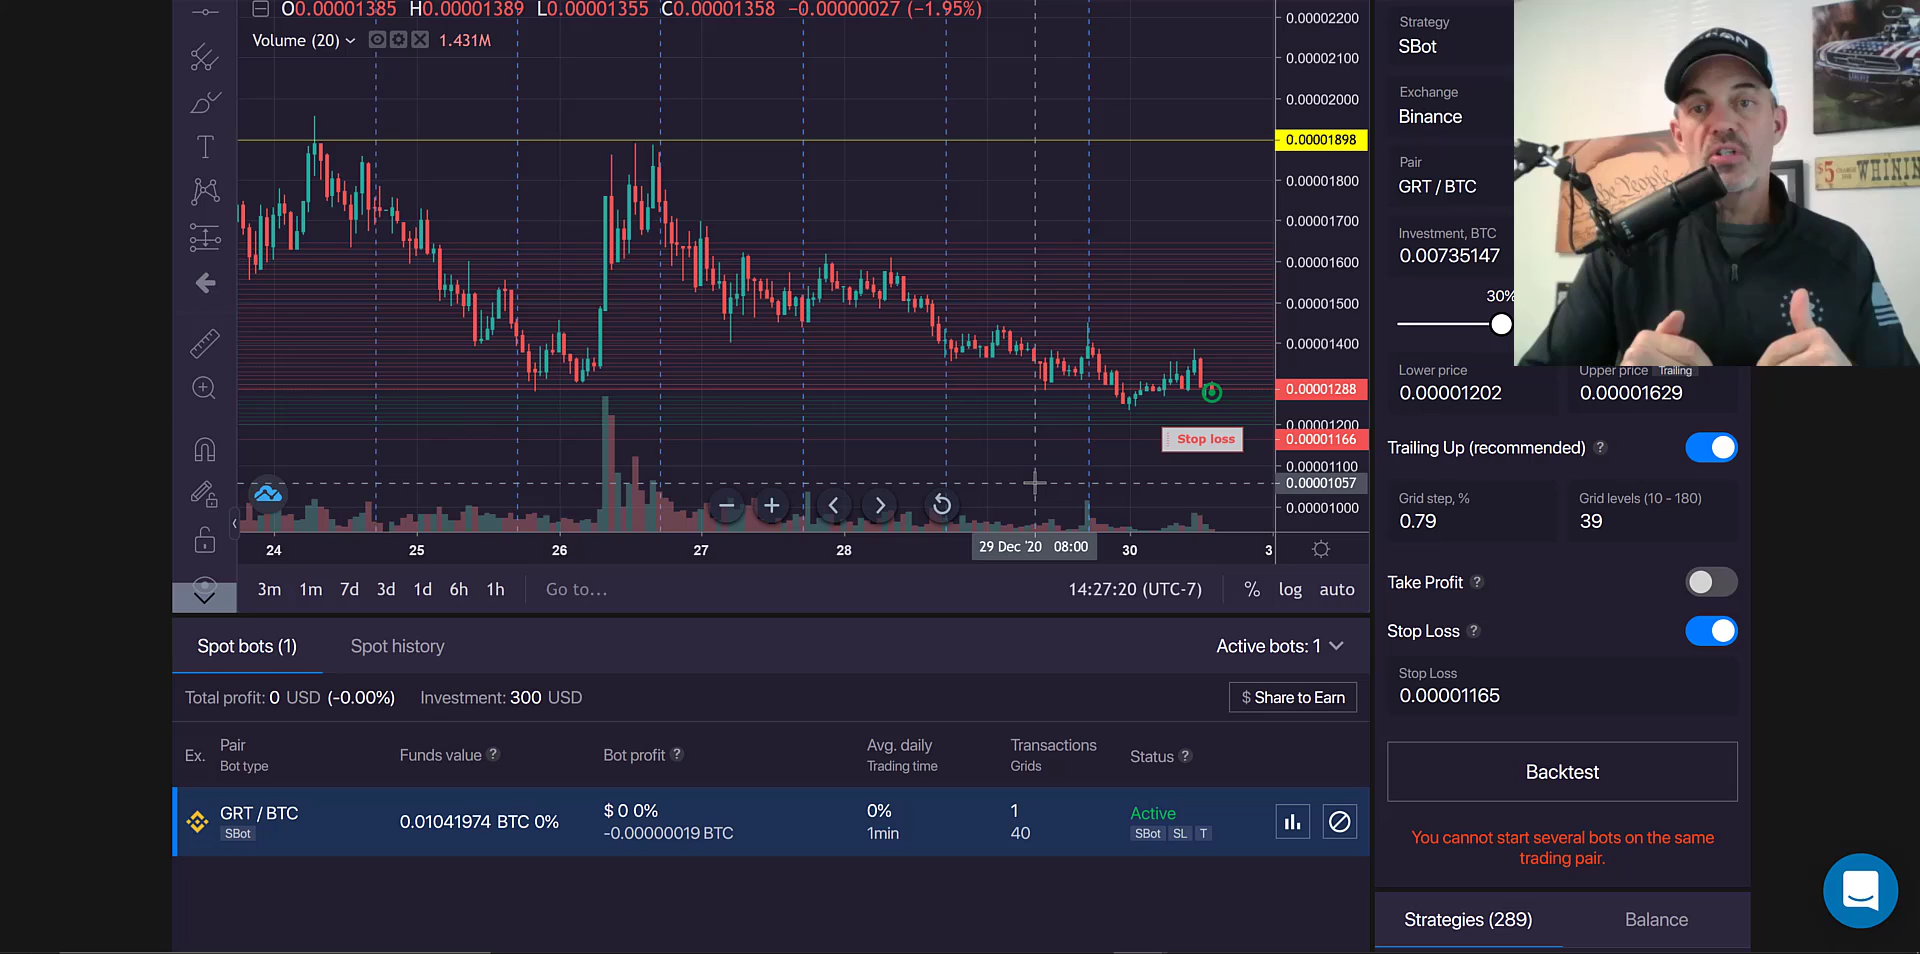 O0.00001385 H0.00001389 L0.00001355 C0.00001358 −0.00000027 (−1.95%)
Volume (20) 1.431M
0.00002200
0.00002100
0.00002000
0.00001898
0.00001800
0.00001700
0.00001600
0.00001500
0.00001400
0.00001288
0.00001200
Stop loss
0.00001166
0.00001100
0.00001057
0.00001000
24 25 26 27 28 29 Dec '20 08:00 30 3
3m 1m 7d 3d 1d 6h 1h Go to... 14:27:20 (UTC-7) % log auto
Spot bots (1) Spot history Active bots: 1
Total profit: 0 USD (-0.00%) Investment: 300 USD $ Share to Earn
Ex. Pair Bot type Funds value ? Bot profit ? Avg. daily Trading time Transactions Grids Status ?
GRT / BTC 0.01041974 BTC 0% $ 0 0% 0% 1 Active
SBot -0.00000019 BTC 1min 40 SBot SL T
Strategy
SBot
Exchange
Binance
Pair
GRT / BTC
Investment, BTC
0.00735147
30%
Lower price Upper price Trailing
0.00001202 0.00001629
Trailing Up (recommended) ?
Grid step, % Grid levels (10 - 180)
0.79 39
Take Profit ?
Stop Loss ?
Stop Loss
0.00001165
Backtest
You cannot start several bots on the same
trading pair.
Strategies (289) Balance
We People
$5 WHININ